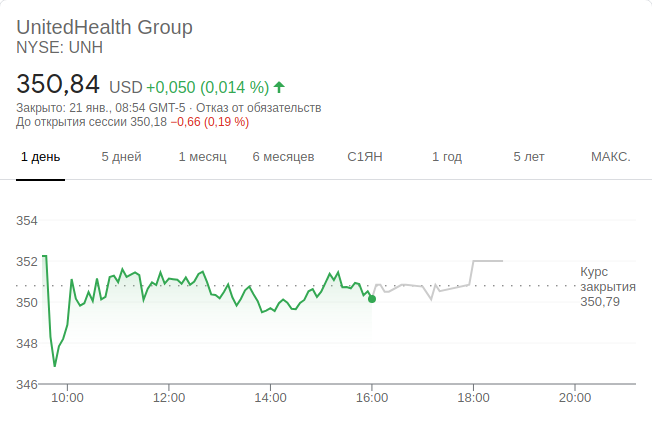 UnitedHealth Group
NYSE: UNH
350,84 USD +0,050 (0,014 %)
Закрыто: 21 янв., 08:54 GMT-5 · Отказ от обязательств
До открытия сессии 350,18 −0,66 (0,19 %)
1 день 5 дней 1 месяц 6 месяцев С1ЯН 1 год 5 лет МАКС.
354
352
Курс
закрытия
350
350,79
348
346
10:00 12:00 14:00 16:00 18:00 20:00